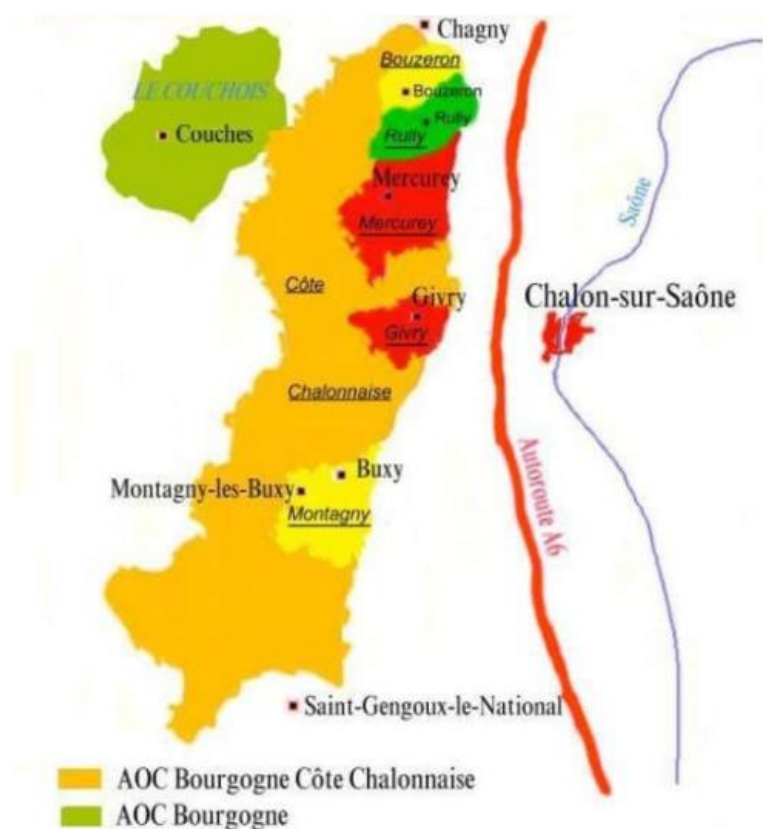 Chagny
Bouzeron
LE COUCHOIS
Bouzeron
Couches
Rully
Rully
Mercurey
Mercurey
Saône
Côte
Givry
Chalon-sur-Saône
Givry
Chalonnaise
Buxy
Montagny-les-Buxy
Montagny
Autoroute A6
Saint-Gengoux-le-National
AOC Bourgogne Côte Chalonnaise
AOC Bourgogne